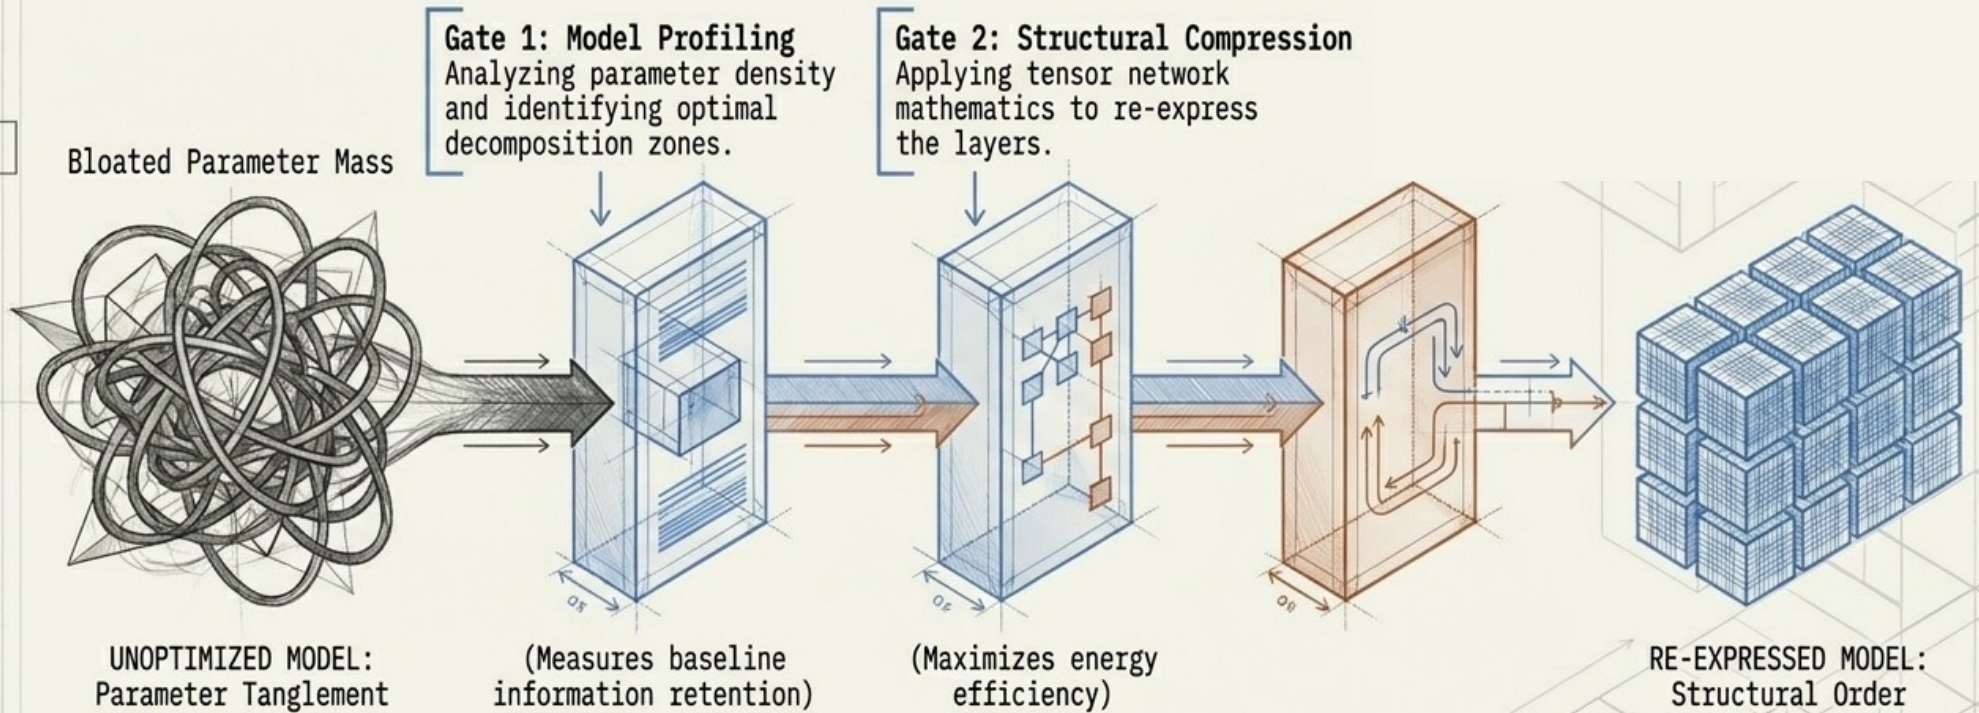 Gate 1: Model Profiling
Analyzing parameter density
and identifying optimal
decomposition zones.
Gate 2: Structural Compression
Applying tensor network
mathematics to re-express
the layers.
Bloated Parameter Mass
UNOPTIMIZED MODEL:
Parameter Tanglement
(Measures baseline
information retention)
(Maximizes energy
efficiency)
RE-EXPRESSED MODEL:
Structural Order